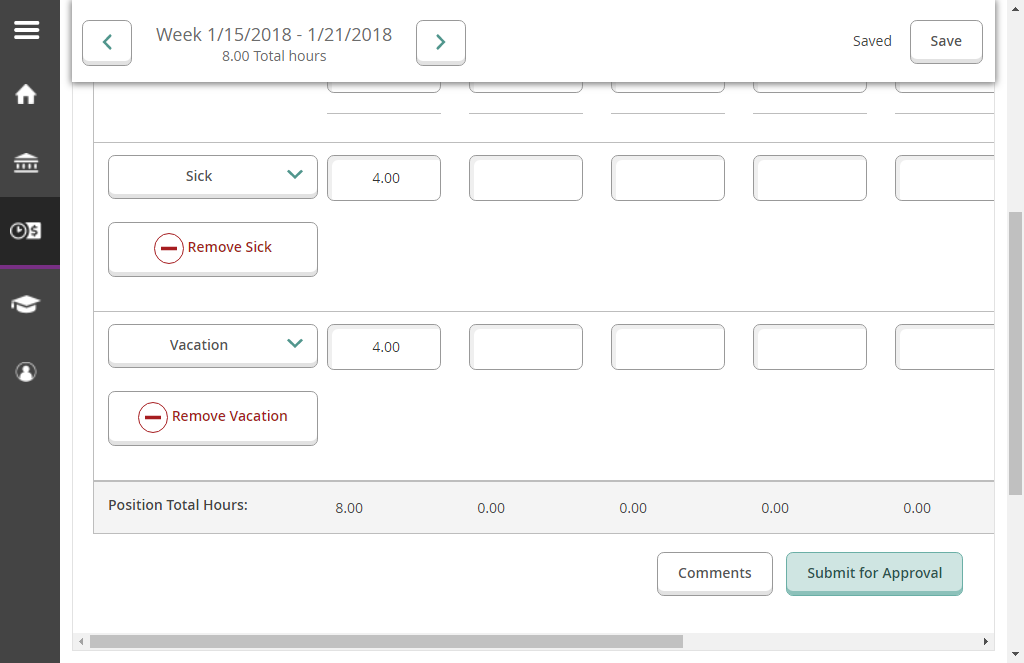 Week 1/15/2018 - 1/21/2018
8.00 Total hours
Saved
Save
Sick
4.00
Remove Sick
Vacation
4.00
Remove Vacation
Position Total Hours: 8.00 0.00 0.00 0.00 0.00
Comments
Submit for Approval